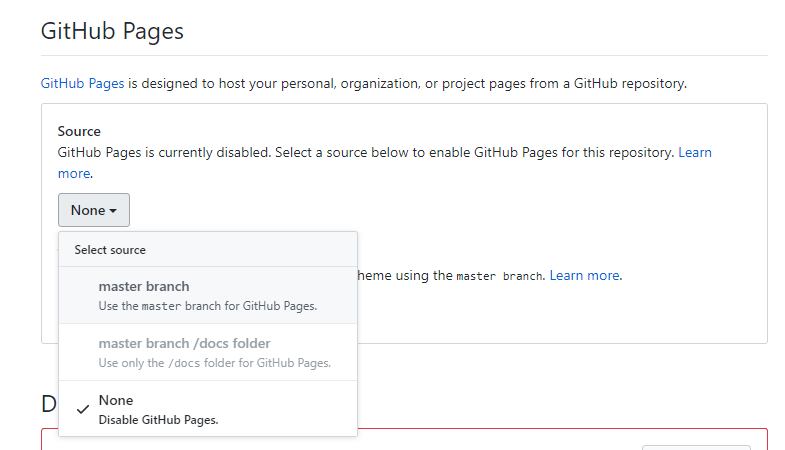 GitHub Pages
GitHub Pages is designed to host your personal, organization, or project pages from a GitHub repository.
Source
GitHub Pages is currently disabled. Select a source below to enable GitHub Pages for this repository. Learn
more.
None
Select source
master branch
Use the master branch for GitHub Pages.
heme using the master branch. Learn more.
master branch /docs folder
Use only the /docs folder for GitHub Pages.
None
Disable GitHub Pages.
D